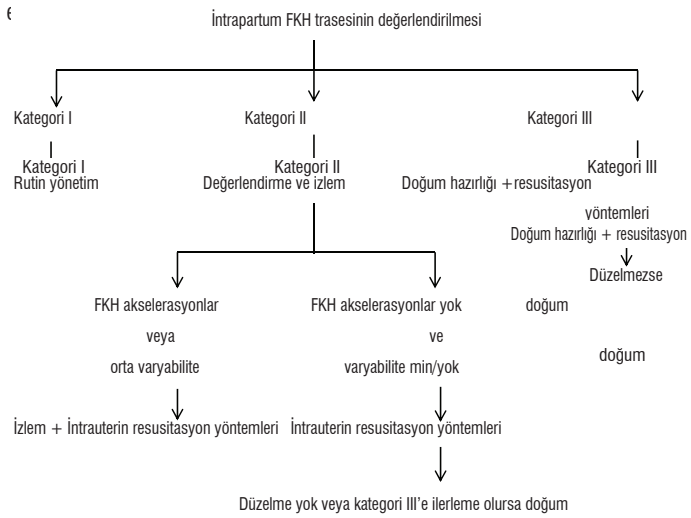 İntrapartum FKH trasesinin değerlendirilmesi
Kategori I Kategori II Kategori III
Kategori I Kategori II Kategori III
Rutin yönetim Değerlendirme ve izlem Doğum hazırlığı +resusitasyon
yöntemleri
Doğum hazırlığı + resusitasyon
Düzelmezse
FKH akselerasyonlar FKH akselerasyonlar yok doğum
veya ve
doğum
orta varyabilite varyabilite min/yok
İzlem + İntrauterin resusitasyon yöntemleri İntrauterin resusitasyon yöntemleri
Düzelme yok veya kategori III'e ilerleme olursa doğum